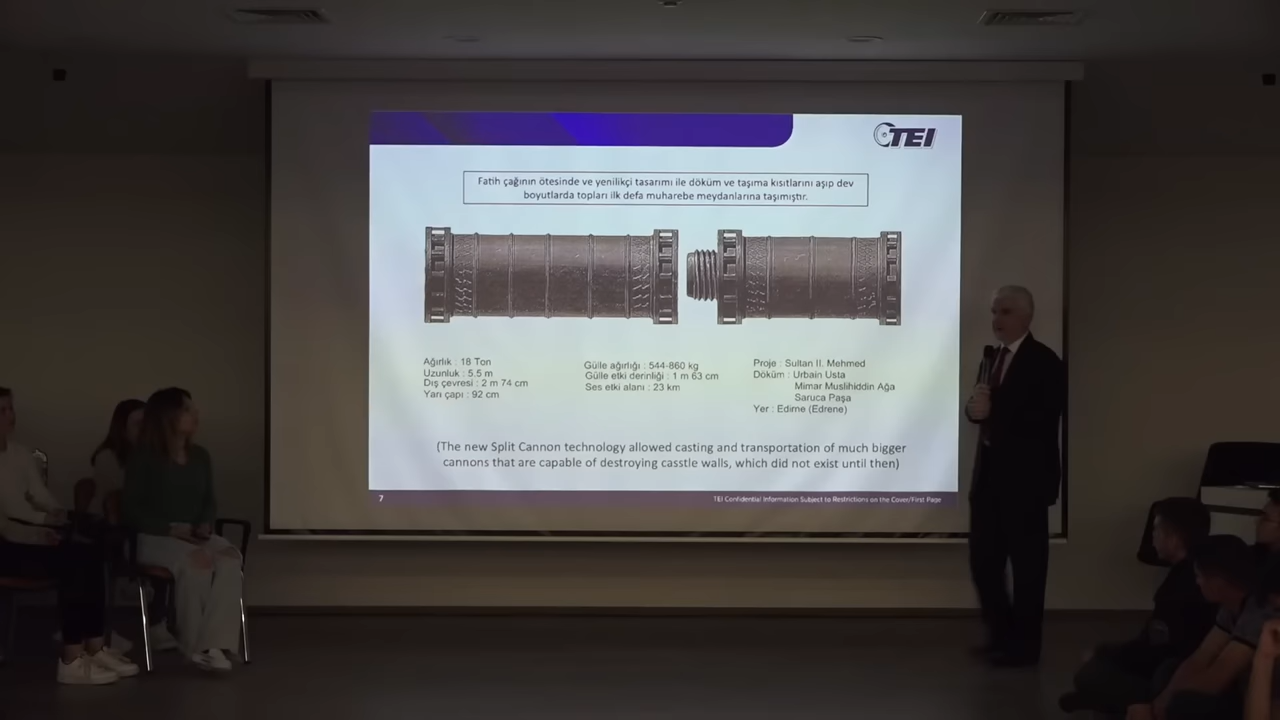 TEI
Fatih çağının ötesinde ve yenilikçi tasarımı ile döküm ve taşıma kısıtlarını aşıp dev
boyutlarda topları ilk defa muharebe meydanlarına taşımıştır.
Ağırlık : 18 Ton
Uzunluk : 5.5 m
Dış çevresi : 2 m 74 cm
Yarı çapı : 92 cm
Gülle ağırlığı : 544-860 kg
Gülle etki derinliği : 1 m 63 cm
Ses etki alanı : 23 km
Proje : Sultan II. Mehmed
Döküm : Urbain Usta
Mimar Muslihiddin Ağa
Saruca Paşa
Yer : Edirne (Edrene)
(The new Split Cannon technology allowed casting and transportation of much bigger
cannons that are capable of destroying casstle walls, which did not exist until then)
7
TEI Confidential Information Subject to Restrictions on the Cover/First Page